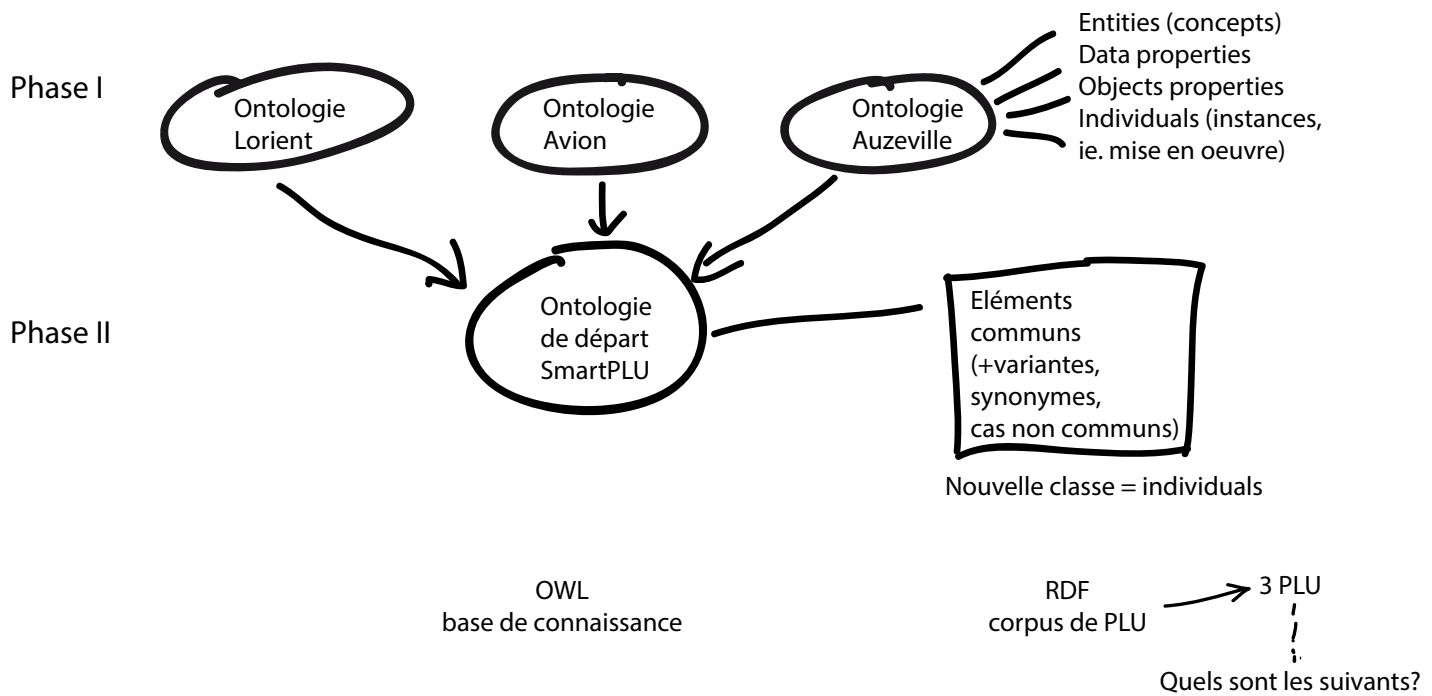 Phase I
Ontologie
Lorient
Ontologie
Avion
Ontologie
Auzeville
Entities (concepts)
Data properties
Objects properties
Individuals (instances,
ie. mise en oeuvre)
Phase II
Ontologie
de départ
SmartPLU
Eléments
communs
(+variantes,
synonymes,
cas non communs)
Nouvelle classe = individuals
OWL
base de connaissance
RDF
corpus de PLU
3 PLU
Quels sont les suivants?